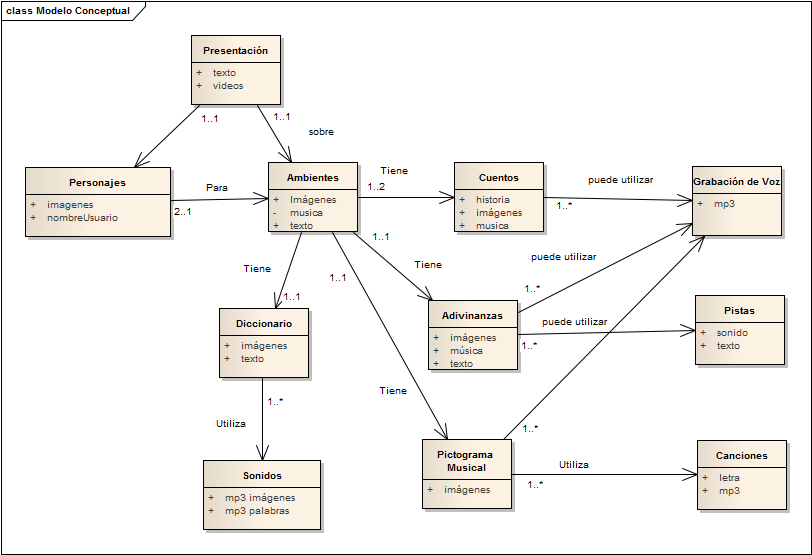 class Modelo Conceptual
Presentación
+ texto
+ videos
1..1
1..1
sobre
Personajes
+ imagenes
+ nombreUsuario
Para
2..1
Ambientes
+ Imágenes
- musica
+ texto
Tiene
1..2
Cuentos
+ historia
+ imágenes
+ musica
puede utilizar
1..*
Grabación de Voz
+ mp3
Tiene
1..1
1..1
1..1
Tiene
puede utilizar
1..*
Diccionario
+ imágenes
+ texto
Adivinanzas
+ imágenes
+ música
+ texto
puede utilizar
1..*
Pistas
+ sonido
+ texto
Tiene
1..*
Utiliza
1..*
Pictograma
Musical
+ imágenes
Utiliza
1..*
Canciones
+ letra
+ mp3
Sonidos
+ mp3 imágenes
+ mp3 palabras